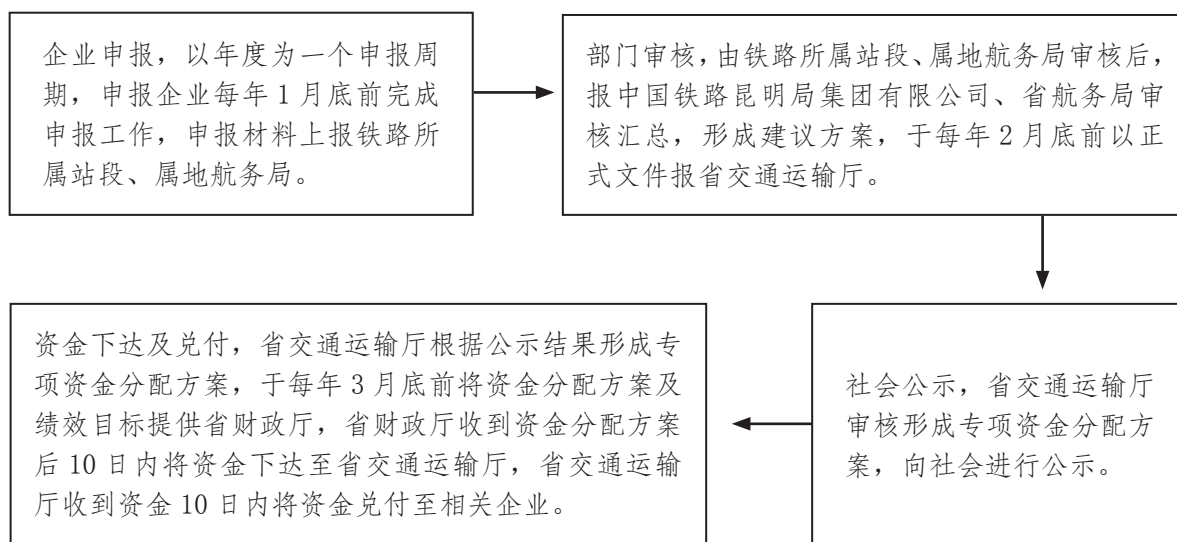 企业申报，以年度为一个申报周
期，申报企业每年1月底前完成
申报工作，申报材料上报铁路所
属站段、属地航务局。
部门审核，由铁路所属站段、属地航务局审核后，
报中国铁路昆明局集团有限公司、省航务局审
核汇总，形成建议方案，于每年2月底前以正
式文件报省交通运输厅。
社会公示，省交通运输厅
审核形成专项资金分配方
案，向社会进行公示。
资金下达及兑付，省交通运输厅根据公示结果形成专
项资金分配方案，于每年3月底前将资金分配方案及
绩效目标提供省财政厅，省财政厅收到资金分配方案
后10日内将资金下达至省交通运输厅，省交通运输
厅收到资金10日内将资金兑付至相关企业。